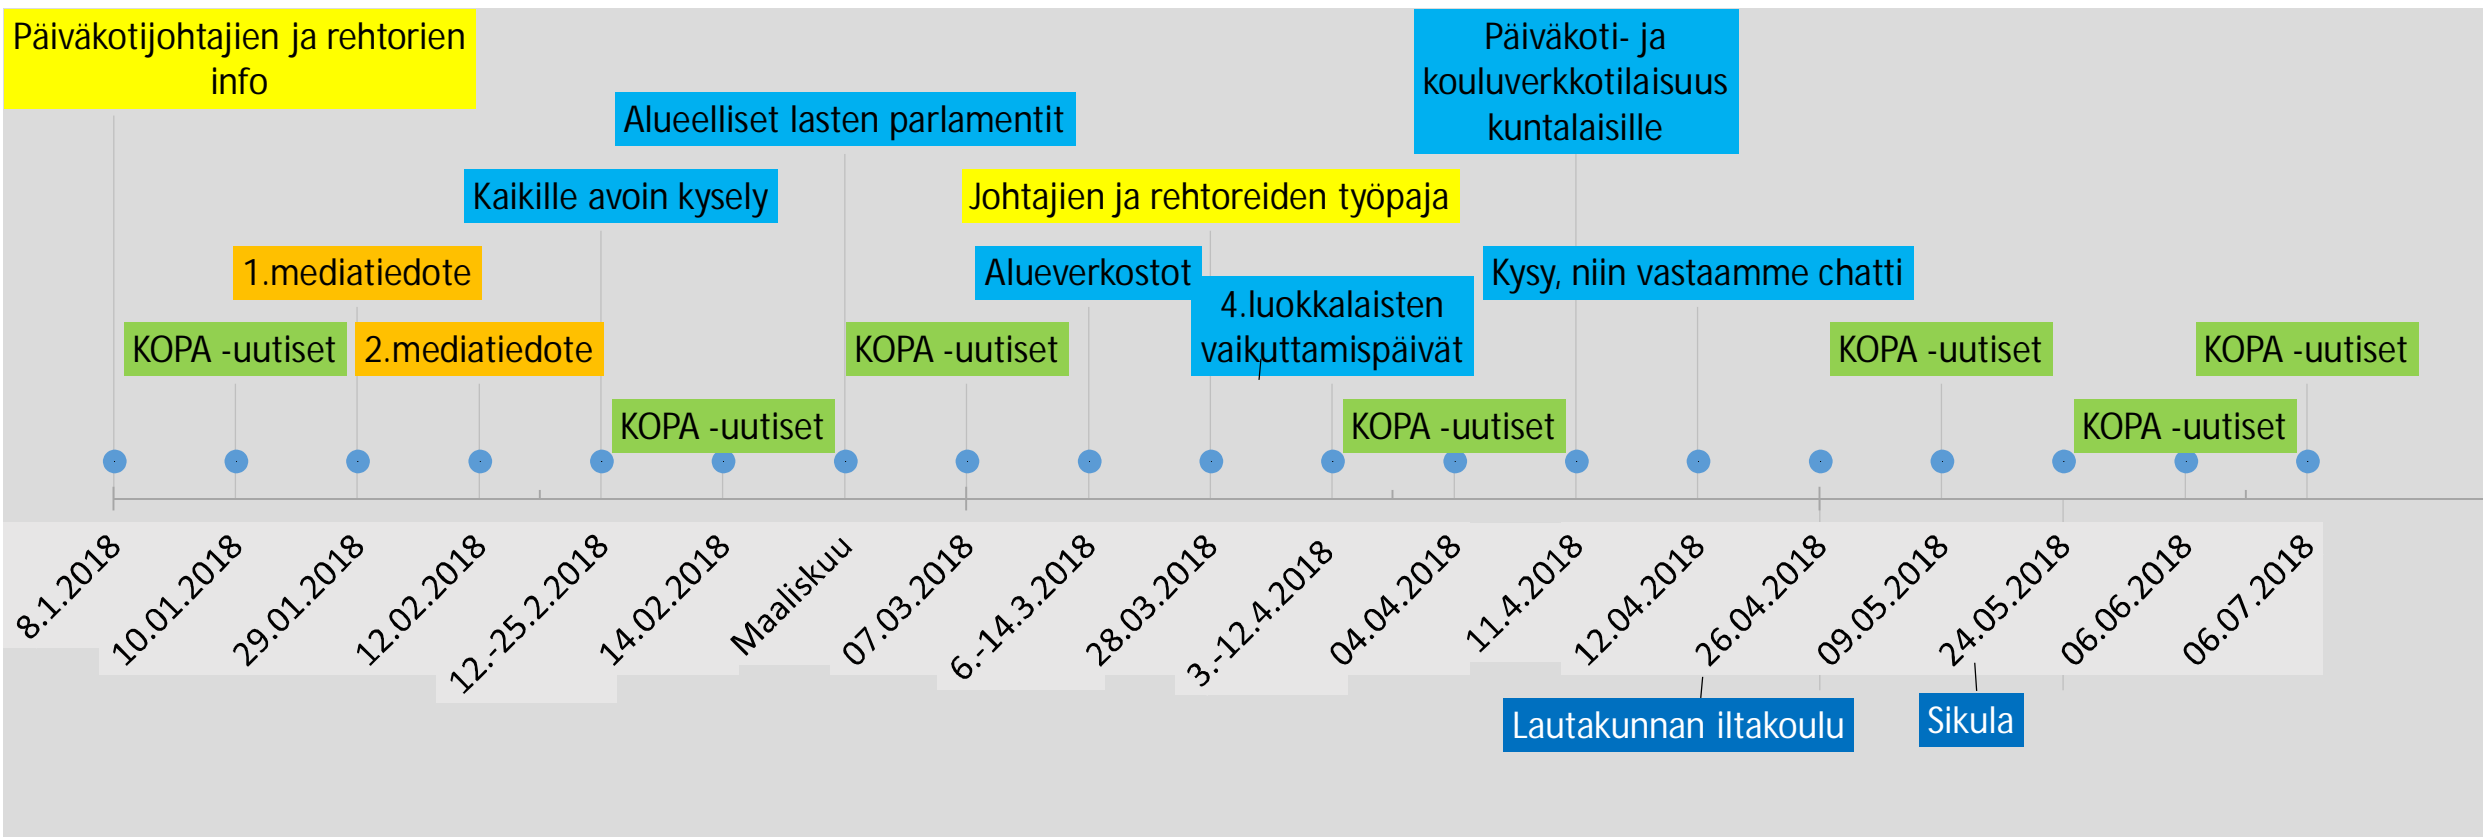 Päiväkotijohtajien ja rehtorien
info
Päiväkoti- ja
kouluverkkotilaisuus
kuntalaisille
Alueelliset lasten parlamentit
Kaikille avoin kysely
Johtajien ja rehtoreiden työpaja
1.mediatiedote
Alueverkostot
Kysy, niin vastaamme chatti
4.luokkalaisten
vaikuttamispäivät
KOPA -uutiset
2.mediatiedote
KOPA -uutiset
KOPA -uutiset
KOPA -uutiset
KOPA -uutiset
KOPA -uutiset
KOPA -uutiset
8.1.2018
10.01.2018
29.01.2018
12.02.2018
12.-25.2.2018
14.02.2018
Maaliskuu
07.03.2018
6.-14.3.2018
28.03.2018
3.-12.4.2018
04.04.2018
11.4.2018
12.04.2018
26.04.2018
09.05.2018
24.05.2018
06.06.2018
06.07.2018
Lautakunnan iltakoulu
Sikula